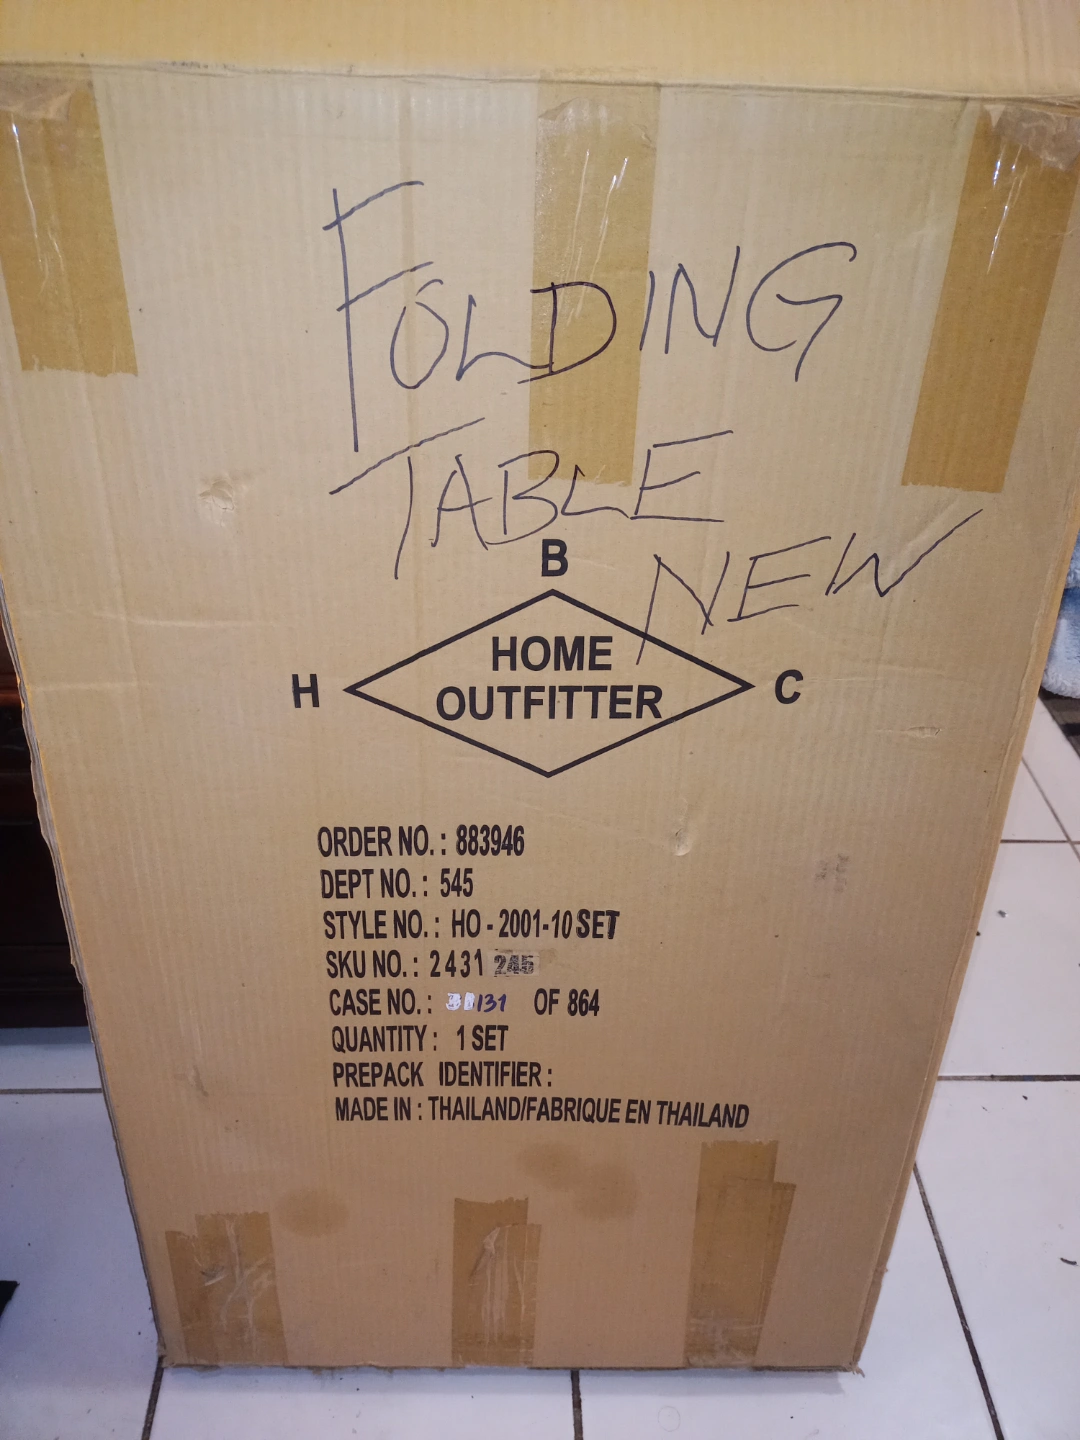 FOLDING
TABLE
NEW
B
H HOME C
OUTFITTER
ORDER NO.: 883946
DEPT NO.: 545
STYLE NO.: HO-2001-10 SET
SKU NO.: 2431 245
CASE NO.: 131 OF 864
QUANTITY: 1 SET
PREPACK IDENTIFIER:
MADE IN: THAILAND/FABRIQUE EN THAILAND